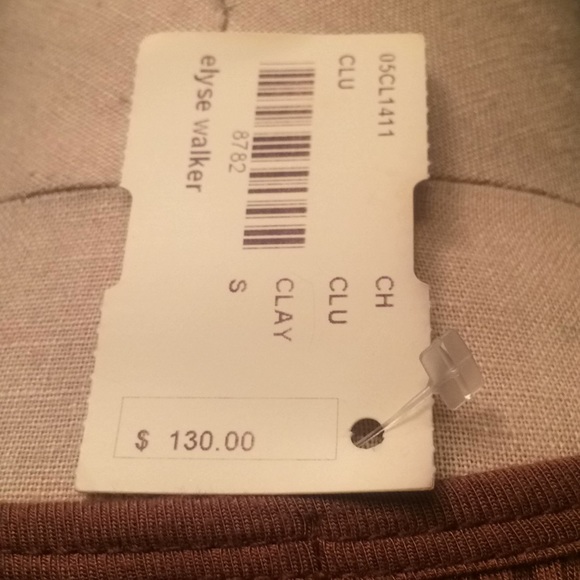 05CL1411 CH
CLU CLU
CLAY
8782 S
elyse walker
$ 130.00